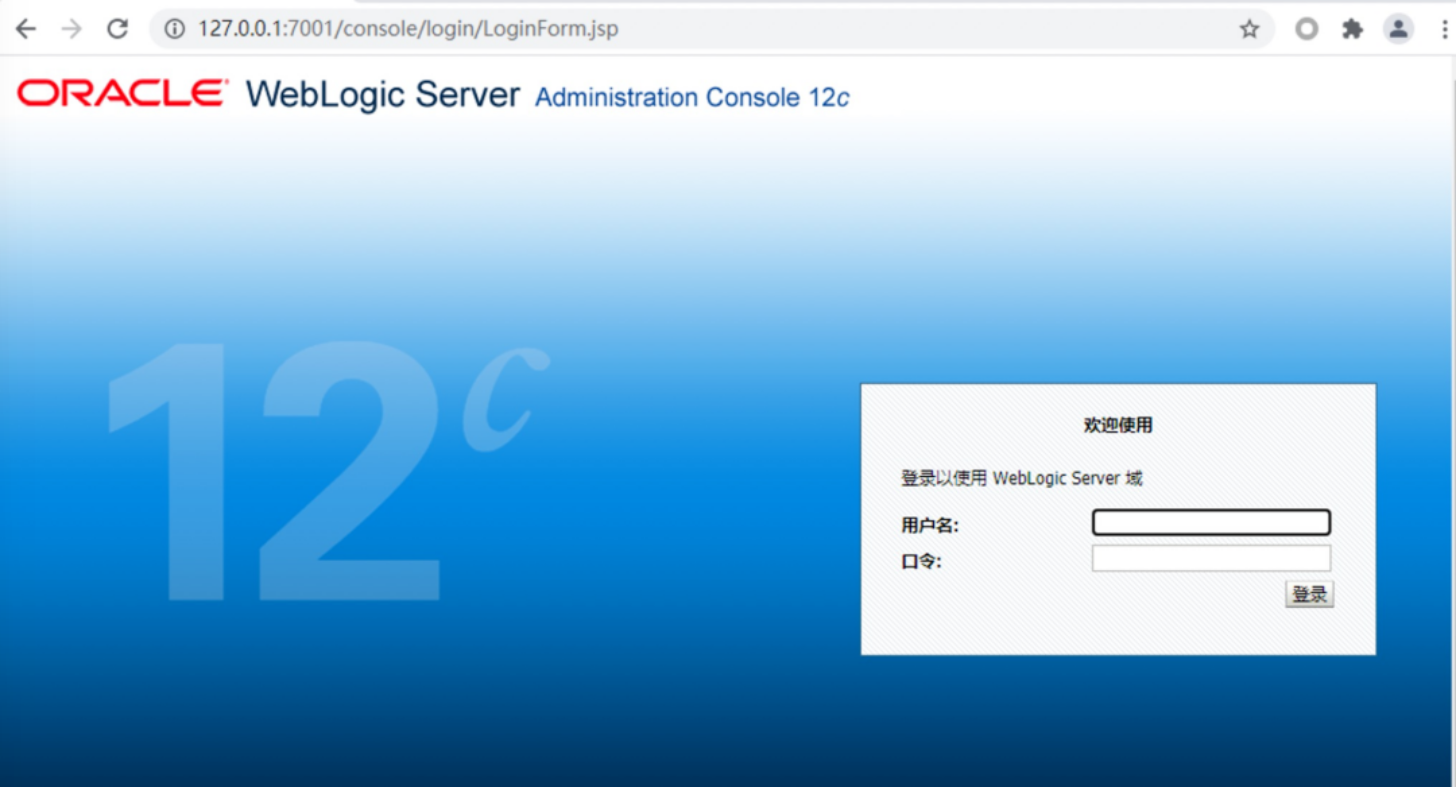 127.0.0.1:7001/console/login/LoginForm.jsp
ORACLE WebLogic Server Administration Console 12c
12c
欢迎使用
登录以使用 WebLogic Server 域
用户名:
口令:
登录